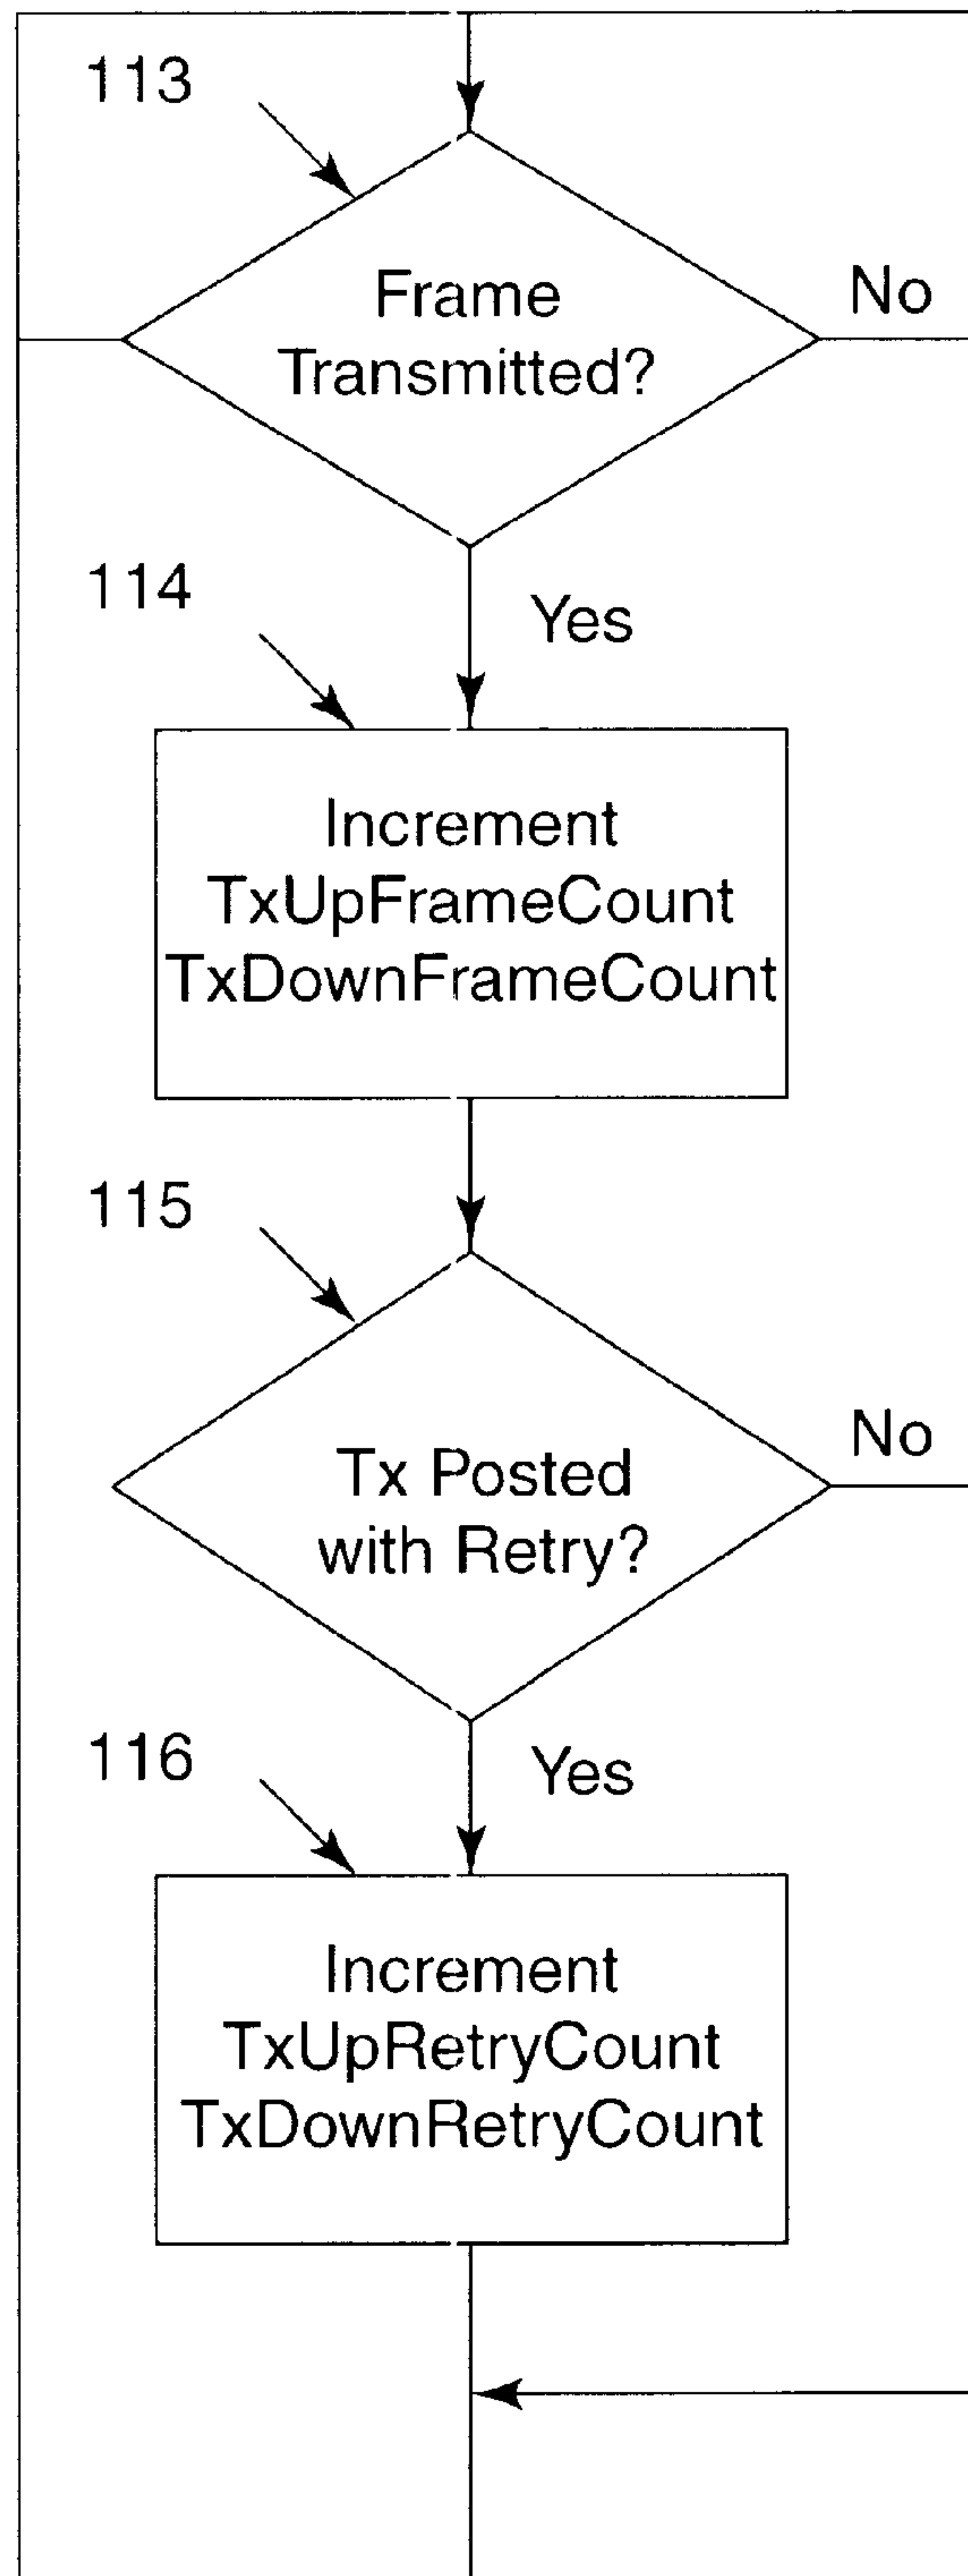 113
Frame
Transmitted?
No
114
Yes
Increment
TxUpFrameCount
TxDownFrameCount
115
Tx Posted
with Retry?
No
116
Yes
Increment
TxUpRetryCount
TxDownRetryCount